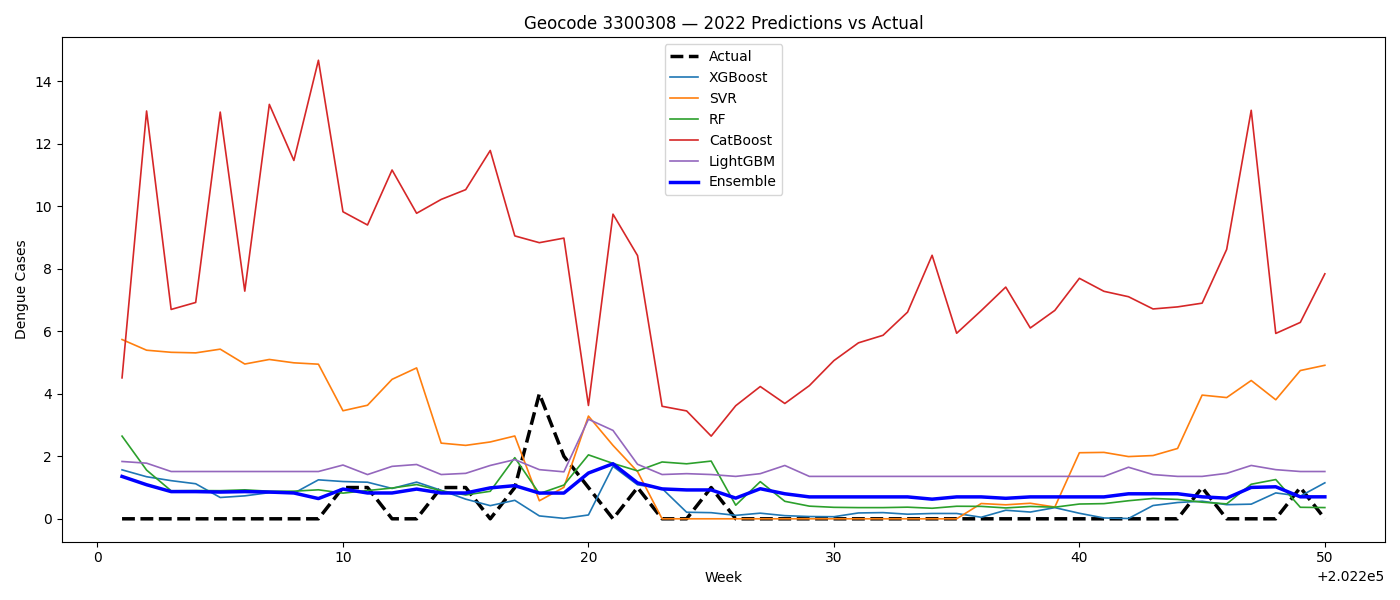 Geocode 3300308 — 2022 Predictions vs Actual
Actual
XGBoost
SVR
RF
CatBoost
LightGBM
Ensemble
Dengue Cases
14
12
10
8
6
4
2
0
0 10 20 30 40 50
Week
+2.022e5